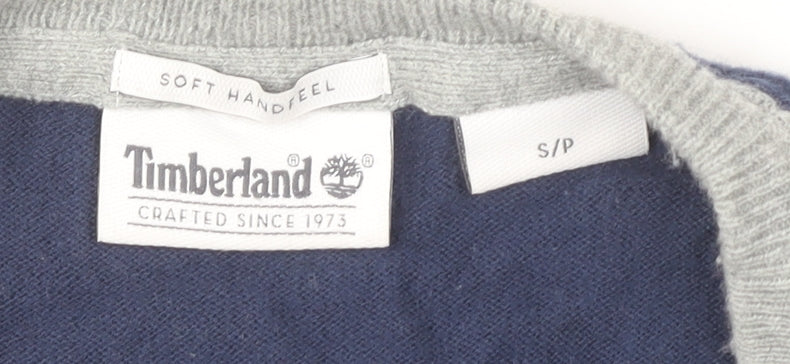 SOFT HANDFEEL
Timberland®
®
CRAFTED SINCE 1973
S/P